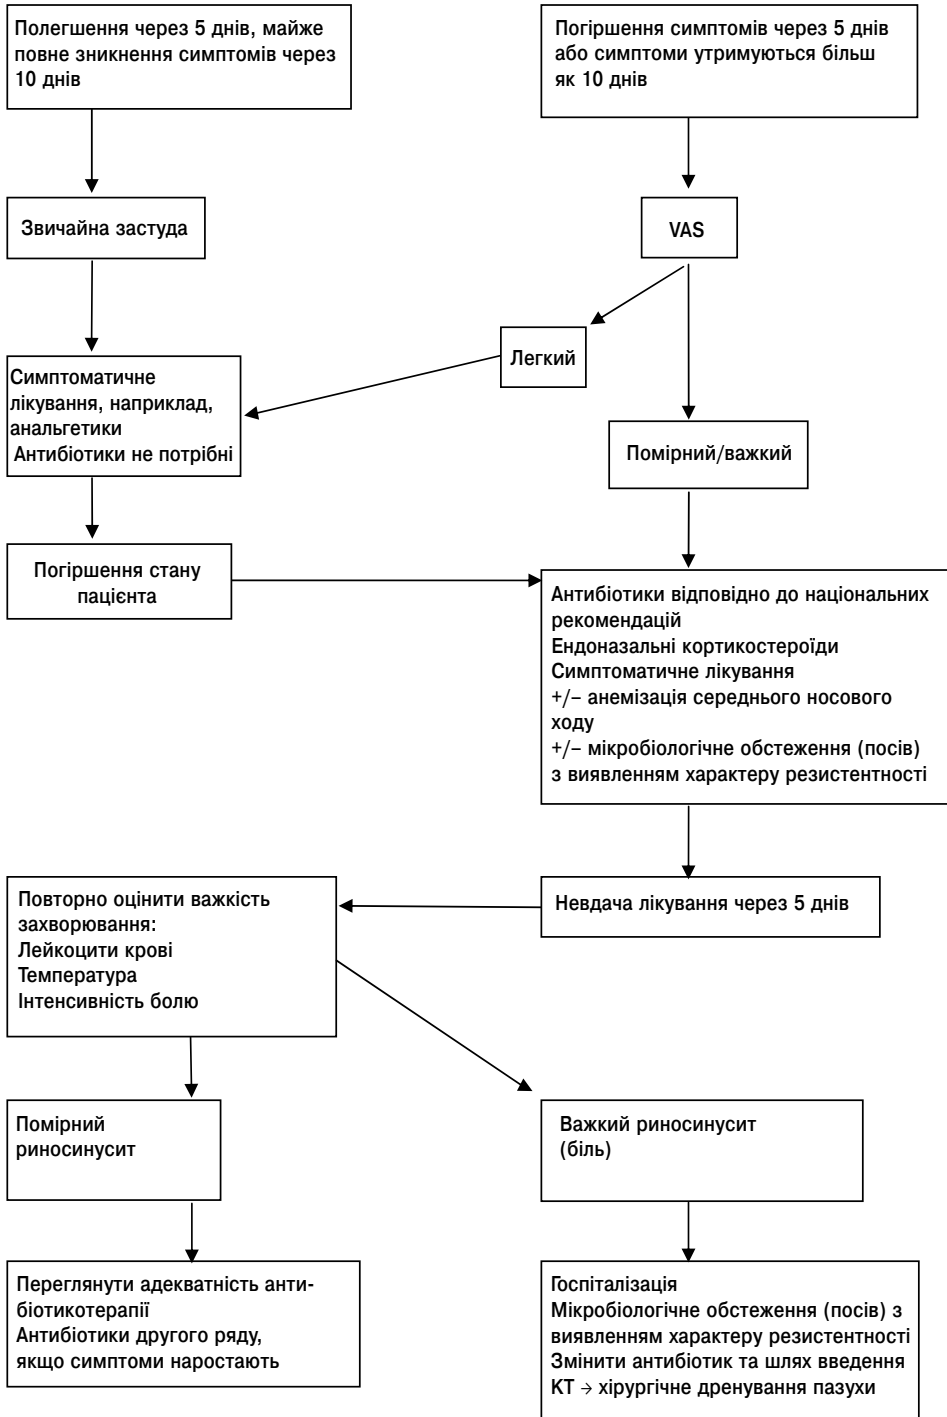 Полегшення через 5 днів, майже
повне зникнення симптомів через
10 днів
Погіршення симптомів через 5 днів
або симптоми утримуються більш
як 10 днів
Звичайна застуда
VAS
Легкий
Симптоматичне
лікування, наприклад,
анальгетики
Антибіотики не потрібні
Помірний/важкий
Погіршення стану
пацієнта
Антибіотики відповідно до національних
рекомендацій
Ендоназальні кортикостероїди
Симптоматичне лікування
+/– анемізація середнього носового
ходу
+/– мікробіологічне обстеження (посів)
з виявленням характеру резистентності
Повторно оцінити важкість
захворювання:
Лейкоцити крові
Температура
Інтенсивність болю
Невдача лікування через 5 днів
Помірний
риносинусит
Важкий риносинусит
(біль)
Переглянути адекватність анти-
біотикотерапії
Антибіотики другого ряду,
якщо симптоми наростають
Госпіталізація
Мікробіологічне обстеження (посів) з
виявленням характеру резистентності
Змінити антибіотик та шлях введення
КТ → хірургічне дренування пазухи